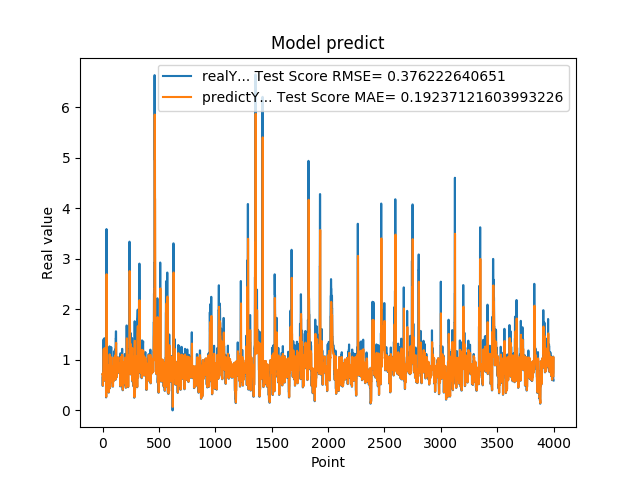 Model predict
realY... Test Score RMSE= 0.376222640651
predictY... Test Score MAE= 0.19237121603993226
Real value
6
5
4
3
2
1
0
0 500 1000 1500 2000 2500 3000 3500 4000
Point